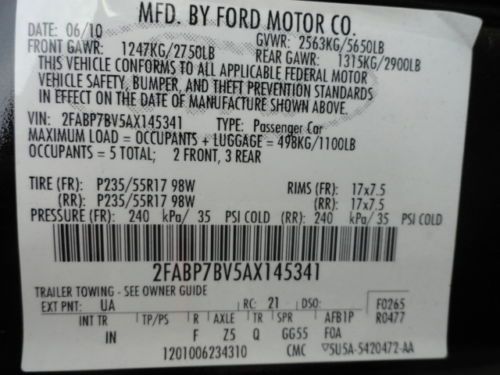 MFD. BY FORD MOTOR CO.
DATE: 06/10 GVWR: 2563KG/5650LB
FRONT GAWR: 1247KG/2750LB REAR GAWR: 1315KG/2900LB
THIS VEHICLE CONFORMS TO ALL APPLICABLE FEDERAL MOTOR
VEHICLE SAFETY, BUMPER, AND THEFT PREVENTION STANDARDS
IN EFFECT ON THE DATE OF MANUFACTURE SHOWN ABOVE.
VIN: 2FABP7BV5AX145341 TYPE: Passenger Car
MAXIMUM LOAD = OCCUPANTS + LUGGAGE = 498KG/1100LB
OCCUPANTS = 5 TOTAL; 2 FRONT, 3 REAR
TIRE (FR): P235/55R17 98W RIMS (FR): 17x7.5
(RR): P235/55R17 98W (RR): 17x7.5
PRESSURE (FR): 240 kPa/ 35 PSI COLD (RR): 240 kPa/ 35 PSI COLD
2FABP7BV5AX145341
TRAILER TOWING - SEE OWNER GUIDE
EXT PNT: UA RC: 21 DSO: F0265
INT TR TP/PS R AXLE TR SPR AFB1P R0477
IN F Z5 Q GG55 F0A
1201006234310 CMC 5U5A-5420472-AA